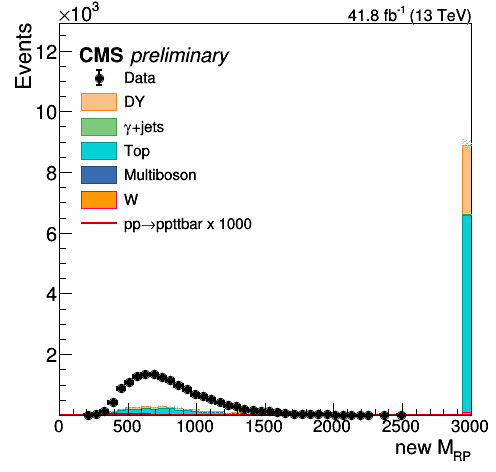 ×10³
41.8 fb⁻¹ (13 TeV)
Events
CMS preliminary
Data
DY
γ+jets
Top
Multiboson
W
pp→ppttbar x 1000
12
10
8
6
4
2
0 500 1000 1500 2000 2500 3000
new M_RP